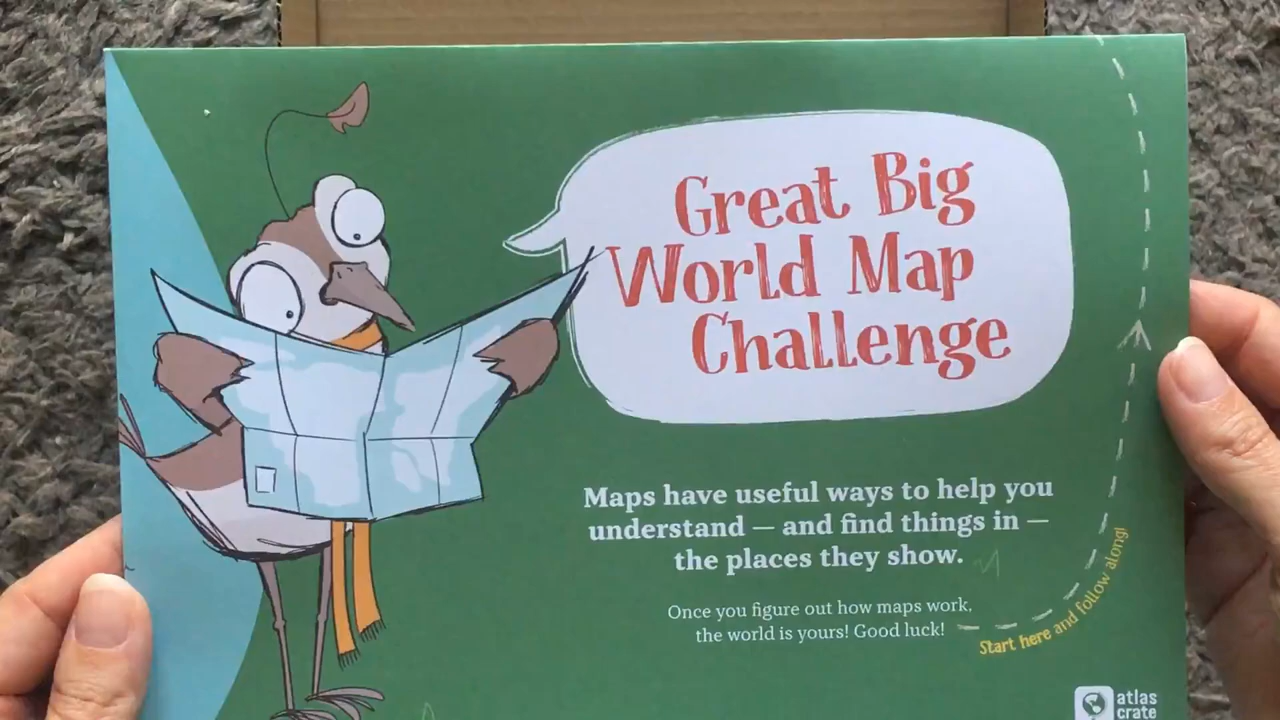 Great Big
World Map
Challenge
Maps have useful ways to help you
understand — and find things in —
the places they show.
Once you figure out how maps work,
the world is yours! Good luck!
Start here and follow along!
atlas
crate